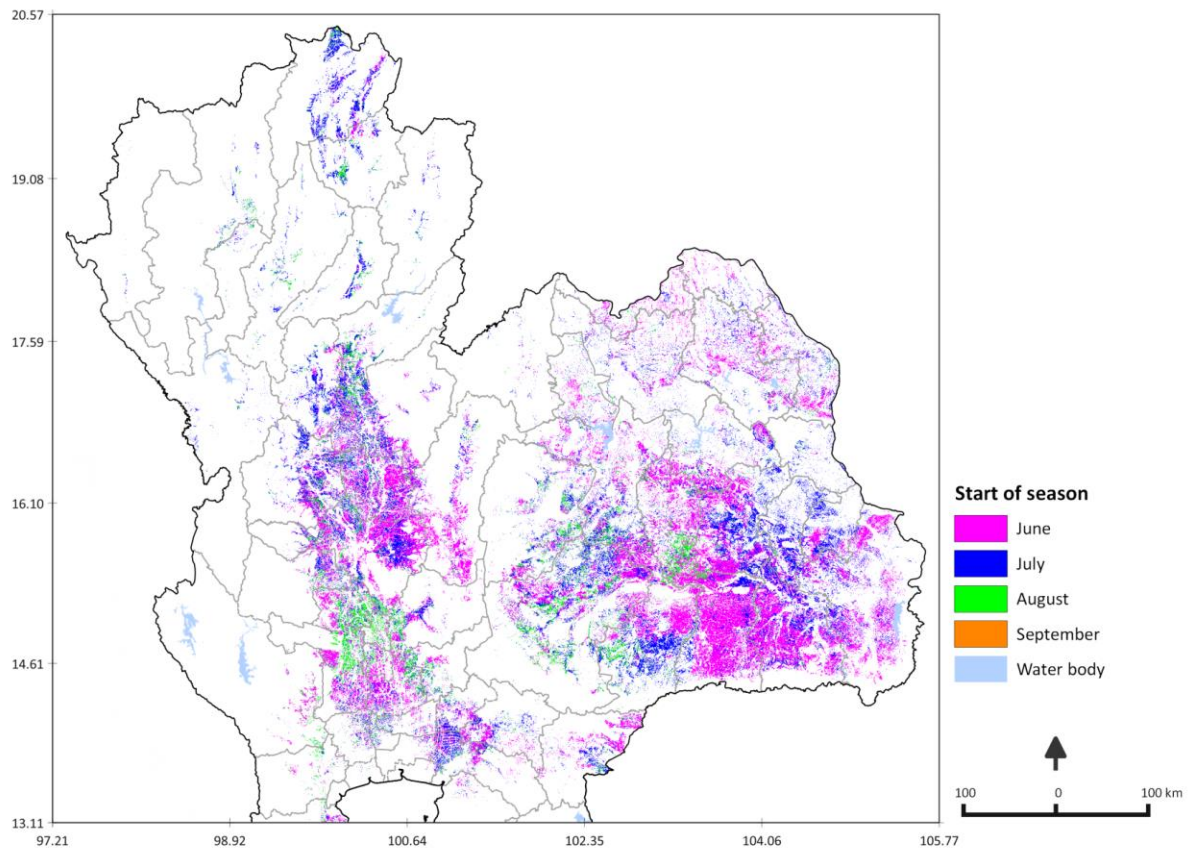 20.57
19.08
17.59
16.10
14.61
13.11
97.21
98.92
100.64
102.35
104.06
105.77
Start of season
June
July
August
September
Water body
100
0
100 km